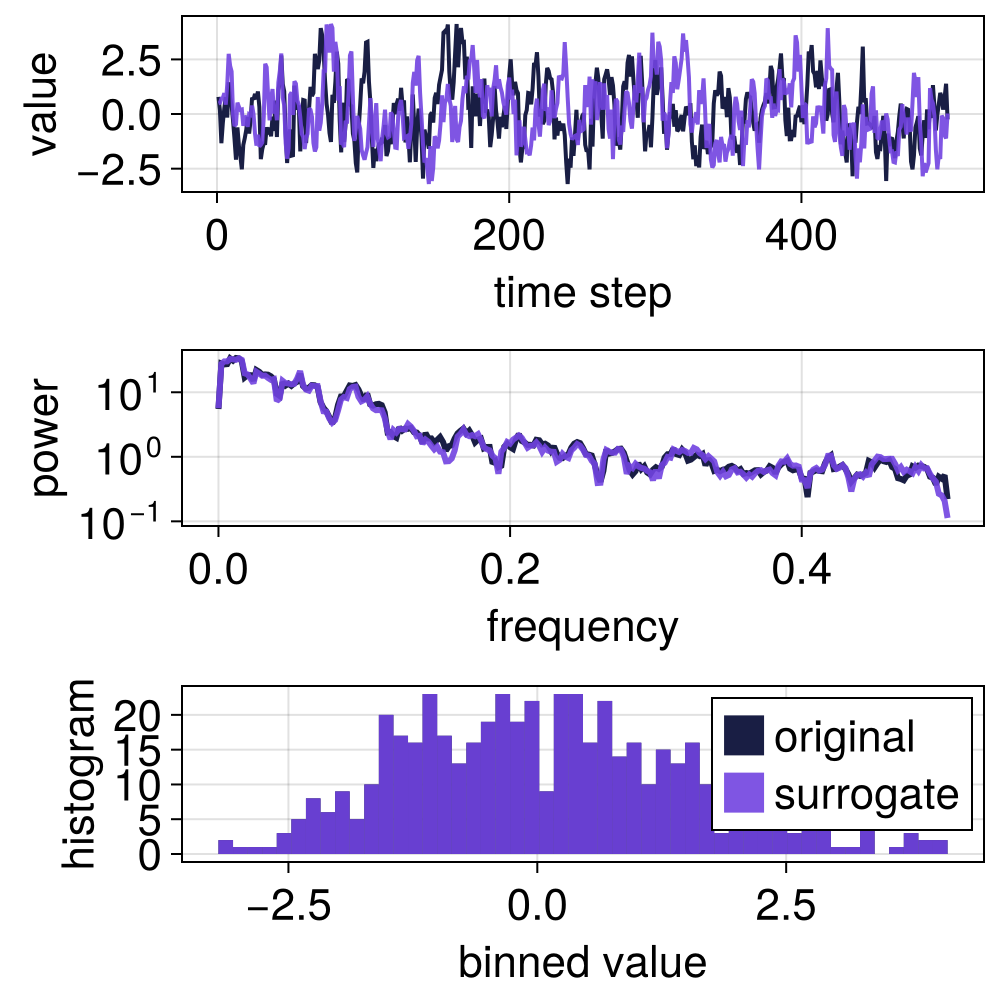 value
2.5
0.0
−2.5
0 200 400
time step
power
10¹
10⁰
10⁻¹
0.0 0.2 0.4
frequency
histogram
20
15
10
5
0
original
surrogate
−2.5 0.0 2.5
binned value